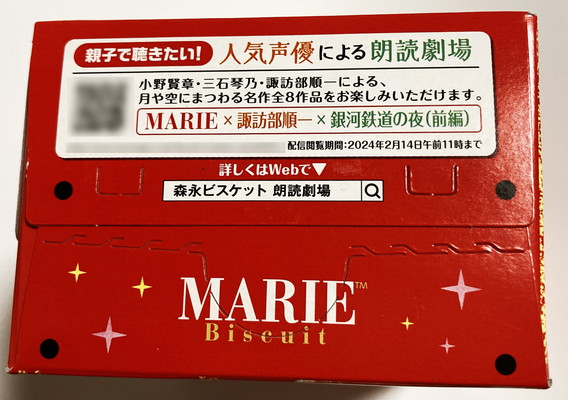 親子で聴きたい! 人気声優による朗読劇場
小野賢章・三石琴乃・諏訪部順一による、
月や空にまつわる名作全8作品をお楽しみいただけます。
MARIE×諏訪部順一×銀河鉄道の夜(前編)
配信閲覧期間:2024年2月14日午前11時まで
詳しくはWebで▼
森永ビスケット 朗読劇場
MARIE™
Biscuit